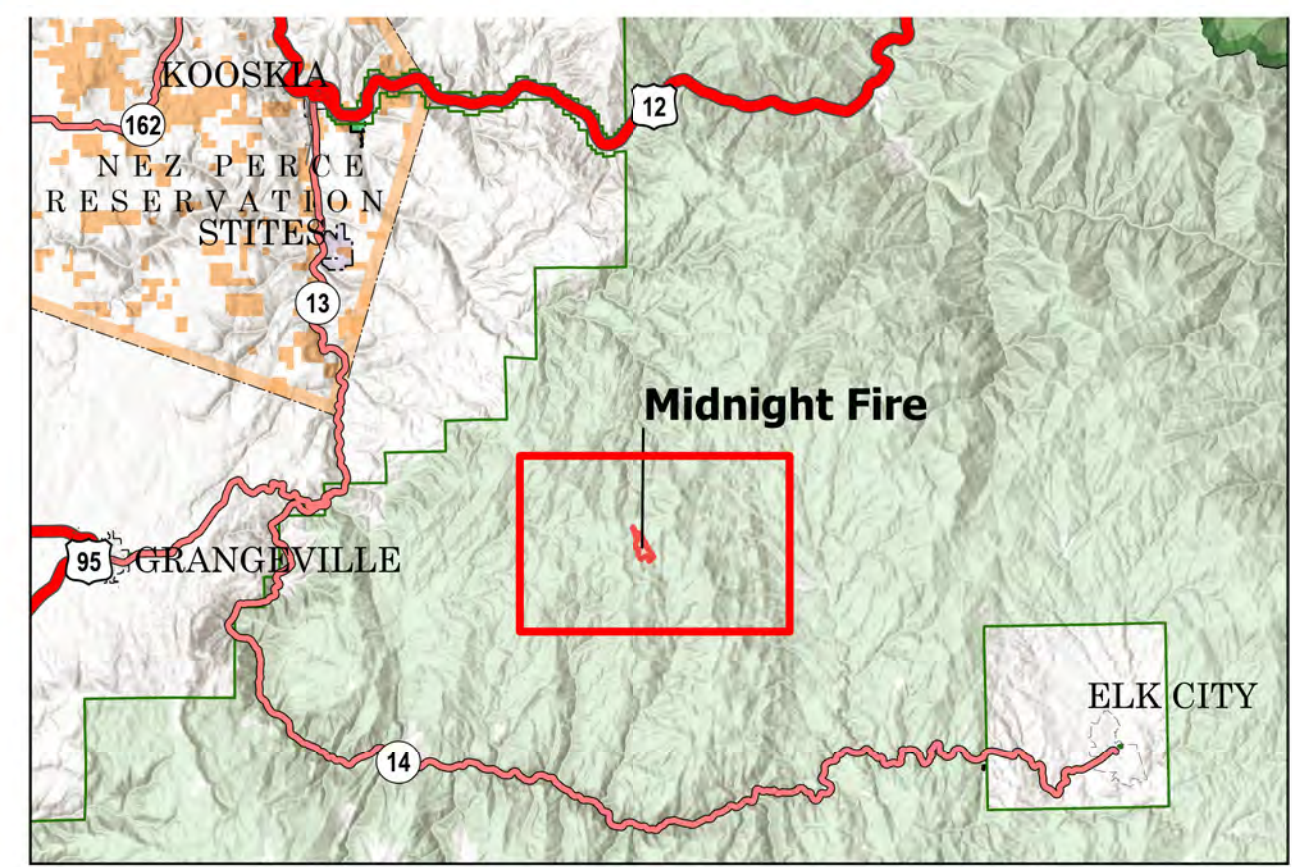 KOOSKIA
12
162
NEZ PERCE
RESERVATION
STITES
13
Midnight Fire
95
GRANGEVILLE
ELK CITY
14